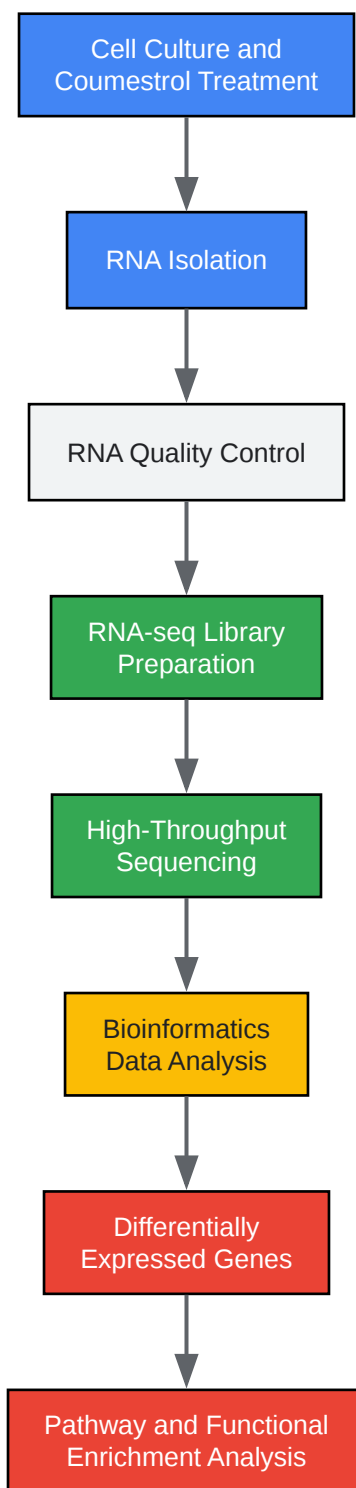 Cell Culture and
Coumestrol Treatment
RNA Isolation
RNA Quality Control
RNA-seq Library
Preparation
High-Throughput
Sequencing
Bioinformatics
Data Analysis
Differentially
Expressed Genes
Pathway and Functional
Enrichment Analysis